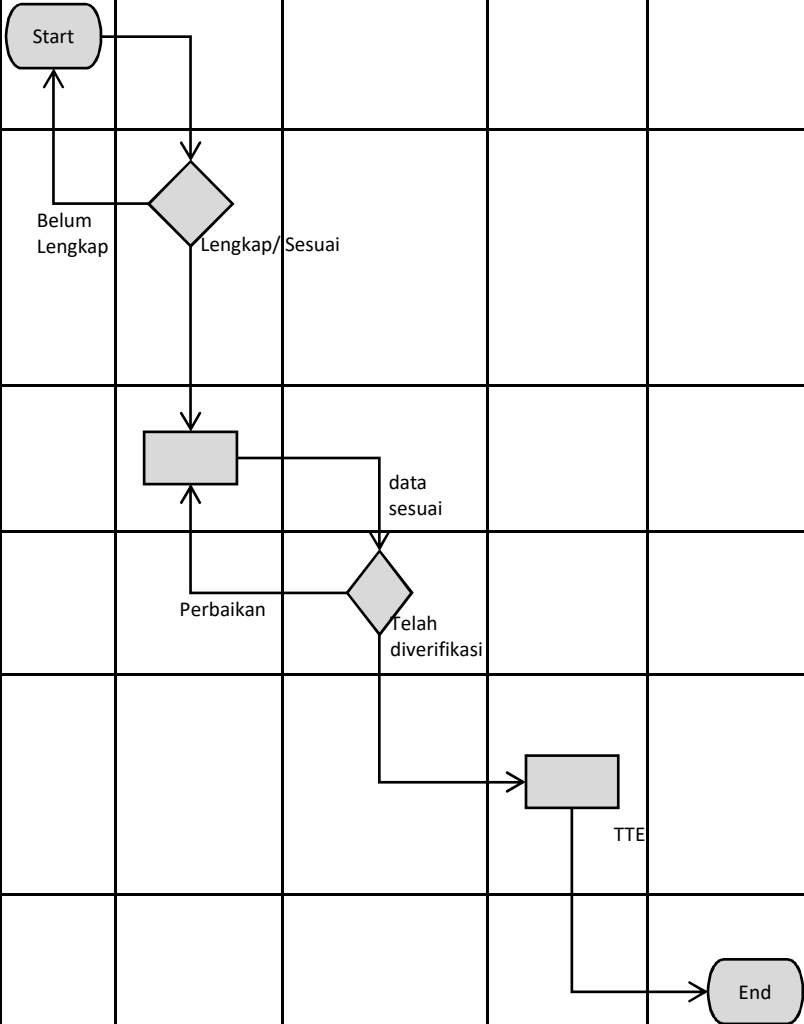 Start
Belum
Lengkap
Lengkap/ Sesuai
data
sesuai
Perbaikan
Telah
diverifikasi
TTE
End